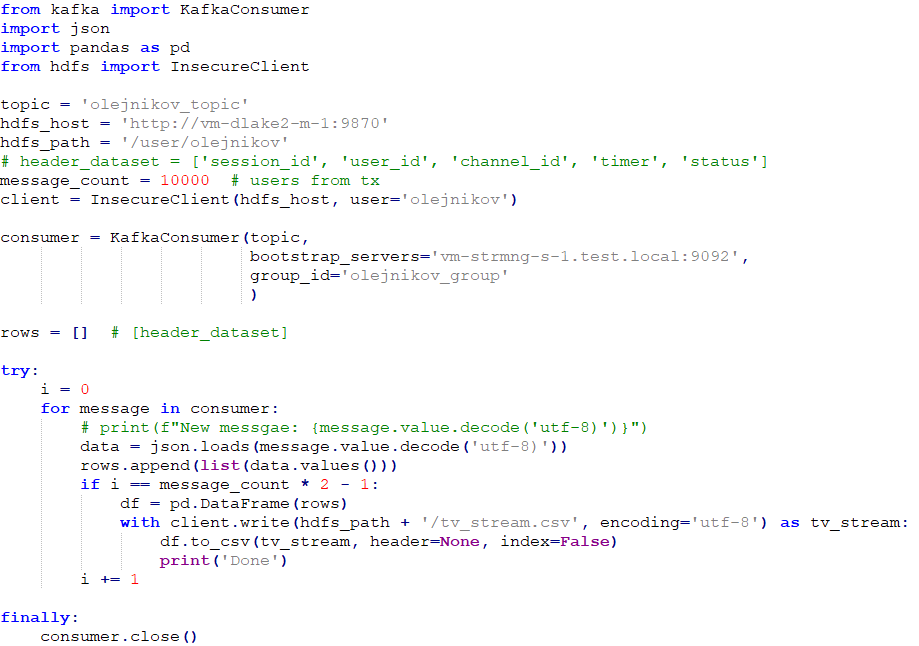 from kafka import KafkaConsumer
import json
import pandas as pd
from hdfs import InsecureClient

topic = 'olejnikov_topic'
hdfs_host = 'http://vm-dlake2-m-1:9870'
hdfs_path = '/user/olejnikov'
# header_dataset = ['session_id', 'user_id', 'channel_id', 'timer', 'status']
message_count = 10000  # users from tx
client = InsecureClient(hdfs_host, user='olejnikov')

consumer = KafkaConsumer(topic,
                         bootstrap_servers='vm-strmng-s-1.test.local:9092',
                         group_id='olejnikov_group'
                         )

rows = []  # [header_dataset]

try:
    i = 0
    for message in consumer:
        # print(f"New messgae: {message.value.decode('utf-8)')}")
        data = json.loads(message.value.decode('utf-8)'))
        rows.append(list(data.values()))
        if i == message_count * 2 - 1:
            df = pd.DataFrame(rows)
            with client.write(hdfs_path + '/tv_stream.csv', encoding='utf-8') as tv_stream:
                df.to_csv(tv_stream, header=None, index=False)
                print('Done')
        i += 1

finally:
    consumer.close()